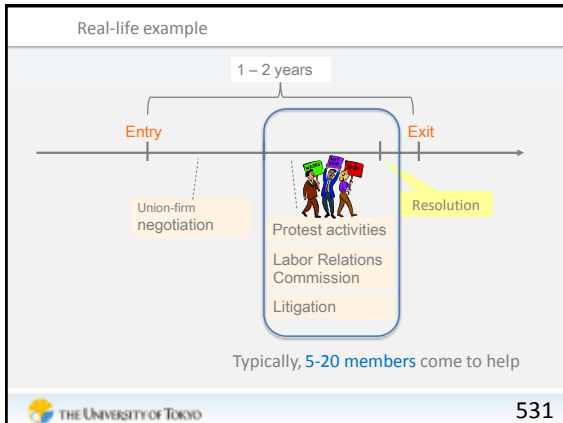 Real-life example
1 – 2 years
Entry
Exit
Union-firm
negotiation
Resolution
Protest activities
Labor Relations
Commission
Litigation
Typically, 5-20 members come to help
THE UNIVERSITY OF TOKYO
531